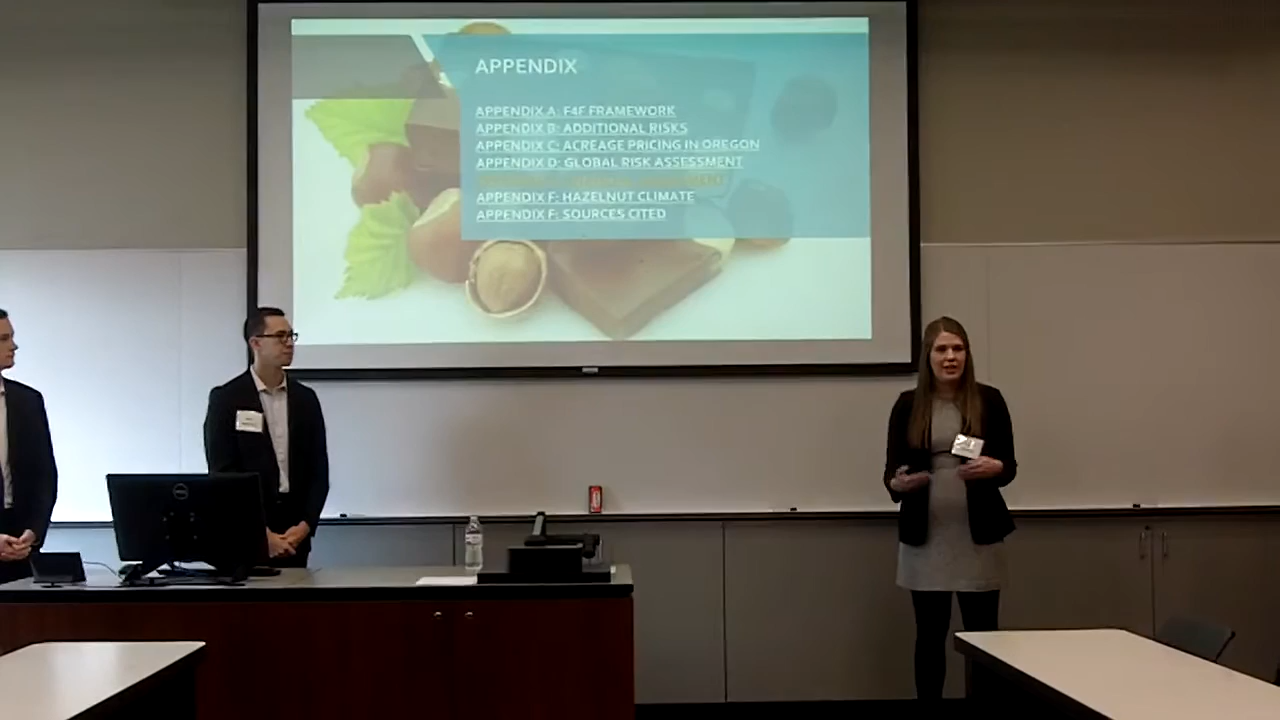 APPENDIX
APPENDIX A: F4F FRAMEWORK
APPENDIX B: ADDITIONAL RISKS
APPENDIX C: ACREAGE PRICING IN OREGON
APPENDIX D: GLOBAL RISK ASSESSMENT
APPENDIX F: HAZELNUT CLIMATE
APPENDIX F: SOURCES CITED
DELL